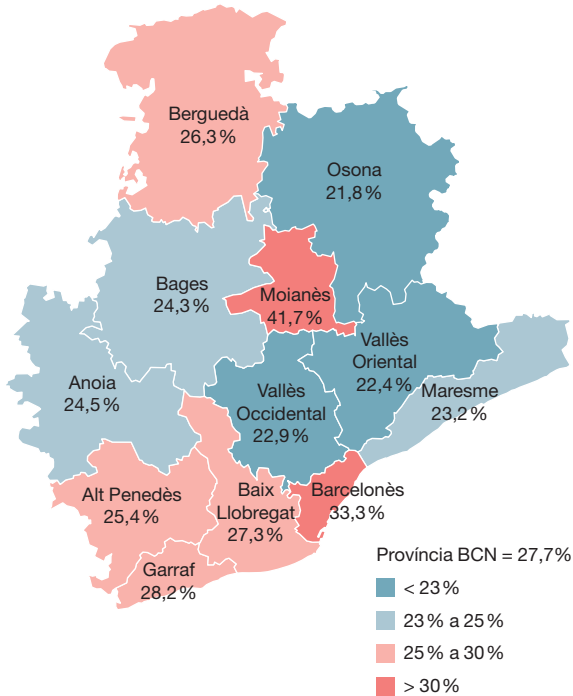 Berguedà
26,3 %
Osona
21,8 %
Bages
24,3 %
Moianès
41,7 %
Vallès
Oriental
22,4 %
Anoia
24,5 %
Vallès
Occidental
22,9 %
Maresme
23,2 %
Alt Penedès
25,4 %
Baix
Llobregat
27,3 %
Barcelonès
33,3 %
Garraf
28,2 %
Província BCN = 27,7%
< 23 %
23 % a 25 %
25 % a 30 %
> 30 %